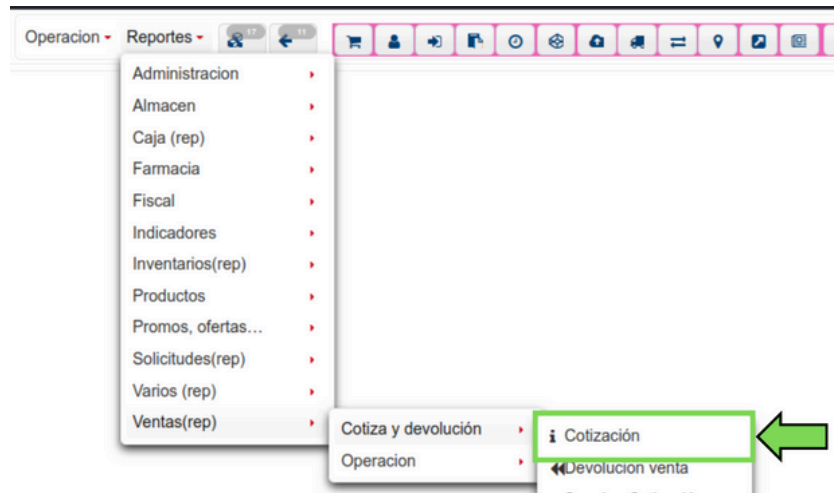 Operacion Reportes 17 11
Administracion
Almacen
Caja (rep)
Farmacia
Fiscal
Indicadores
Inventarios(rep)
Productos
Promos, ofertas...
Solicitudes(rep)
Varios (rep)
Ventas(rep)
Cotiza y devolución
Operacion
Cotización
Devolucion venta